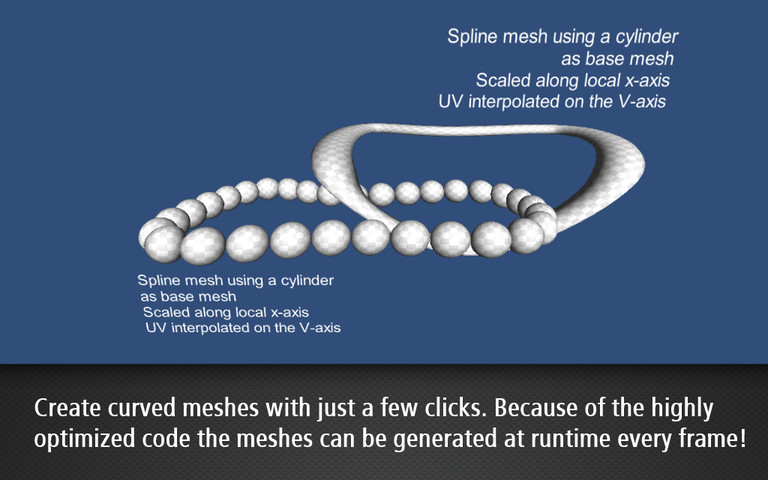 Spline mesh using a cylinder
as base mesh
Scaled along local x-axis
UV interpolated on the V-axis
Spline mesh using a cylinder
as base mesh
Scaled along local x-axis
UV interpolated on the V-axis
Create curved meshes with just a few clicks. Because of the highly
optimized code the meshes can be generated at runtime every frame!